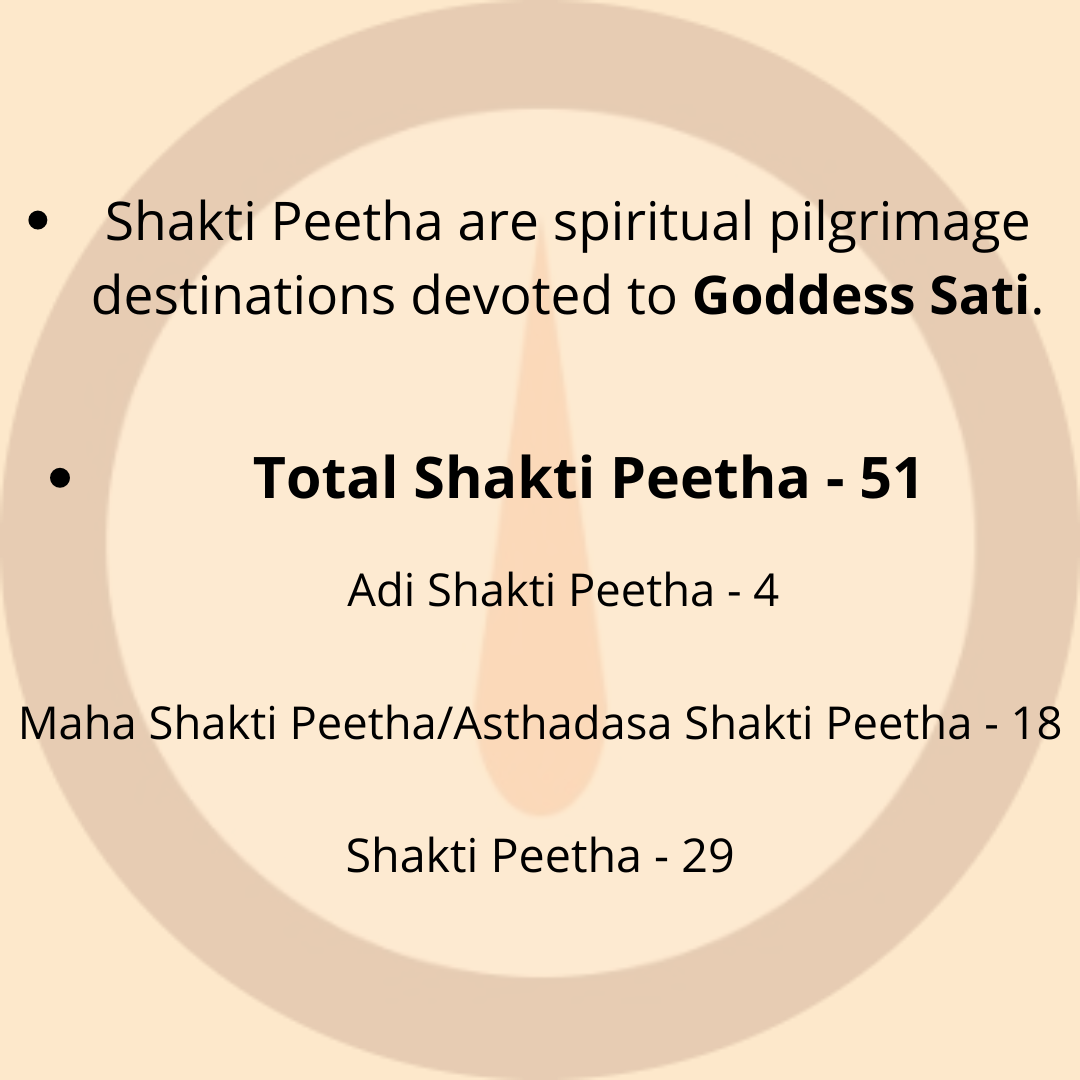 • Shakti Peetha are spiritual pilgrimage
destinations devoted to Goddess Sati.
• Total Shakti Peetha - 51
Adi Shakti Peetha - 4
Maha Shakti Peetha/Asthadasa Shakti Peetha - 18
Shakti Peetha - 29